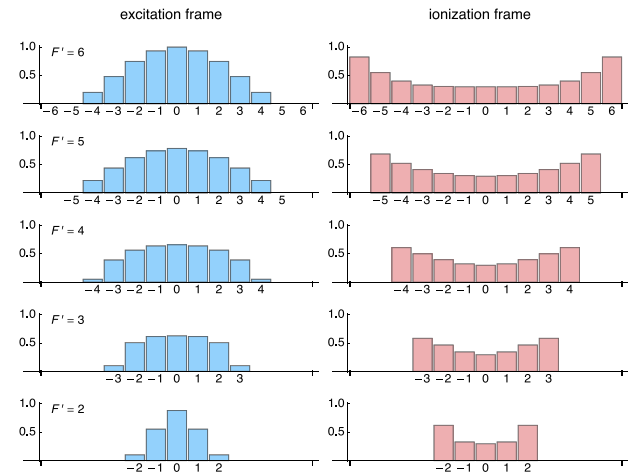 excitation frame ionization frame
1.0 F′ = 6 1.0
0.5 0.5
−6 −5 −4 −3 −2 −1 0 1 2 3 4 5 6 −6 −5 −4 −3 −2 −1 0 1 2 3 4 5 6
1.0 F′ = 5 1.0
0.5 0.5
−5 −4 −3 −2 −1 0 1 2 3 4 5 −5 −4 −3 −2 −1 0 1 2 3 4 5
1.0 F′ = 4 1.0
0.5 0.5
−4 −3 −2 −1 0 1 2 3 4 −4 −3 −2 −1 0 1 2 3 4
1.0 F′ = 3 1.0
0.5 0.5
−3 −2 −1 0 1 2 3 −3 −2 −1 0 1 2 3
1.0 F′ = 2 1.0
0.5 0.5
−2 −1 0 1 2 −2 −1 0 1 2